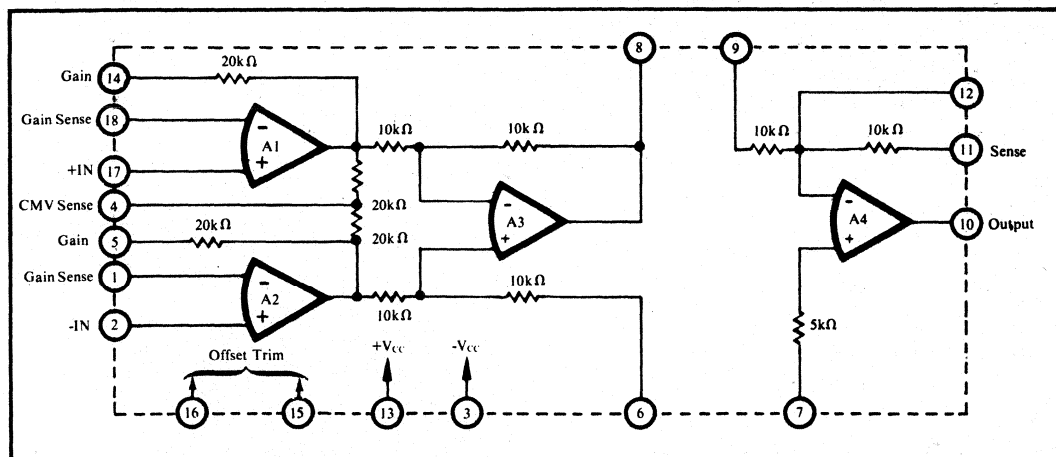 8
9
20kΩ
Gain 14
12
Gain Sense 18
10kΩ
10kΩ
10kΩ
10kΩ
−
A1
+
11 Sense
+IN 17
−
A3
+
−
A4
+
CMV Sense 4
20kΩ
20kΩ
10 Output
20kΩ
Gain 5
Gain Sense 1
−
A2
+
10kΩ
10kΩ
-IN 2
5kΩ
Offset Trim
+VCC
-VCC
16
15
13
3
6
7